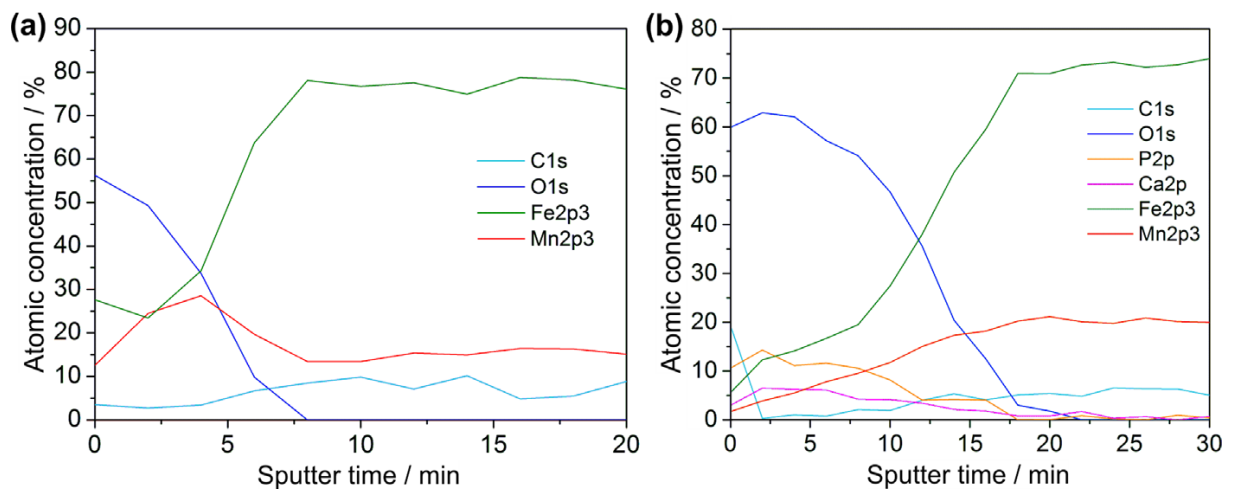 (a)
90
80
70
60
50
40
30
20
10
0
Atomic concentration / %
C1s
O1s
Fe2p3
Mn2p3
0 5 10 15 20
Sputter time / min
(b)
80
70
60
50
40
30
20
10
0
Atomic concentration / %
C1s
O1s
P2p
Ca2p
Fe2p3
Mn2p3
0 5 10 15 20 25 30
Sputter time / min